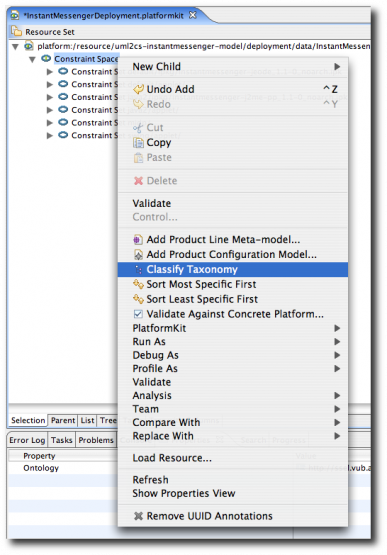 *InstantMessengerDeployment.platformkit
Resource Set
platform:/resource/uml2cs-instantmessenger-model/deployment/data/InstantMessen
Constraint Space
Constraint S
Constraint S
Constraint S
Constraint S
Constraint S
Constraint S
New Child
Undo Add ^Z
Redo ^Y
Cut
Copy
Paste
Delete
Validate
Control...
Add Product Line Meta-model...
Add Product Configuration Model...
Classify Taxonomy
Sort Most Specific First
Sort Least Specific First
Validate Against Concrete Platform...
PlatformKit
Run As
Debug As
Profile As
Validate
Analysis
Team
Compare With
Replace With
Load Resource...
Refresh
Show Properties View
Remove UUID Annotations
Selection Parent List Tree
Error Log Tasks Problems
Property
Ontology